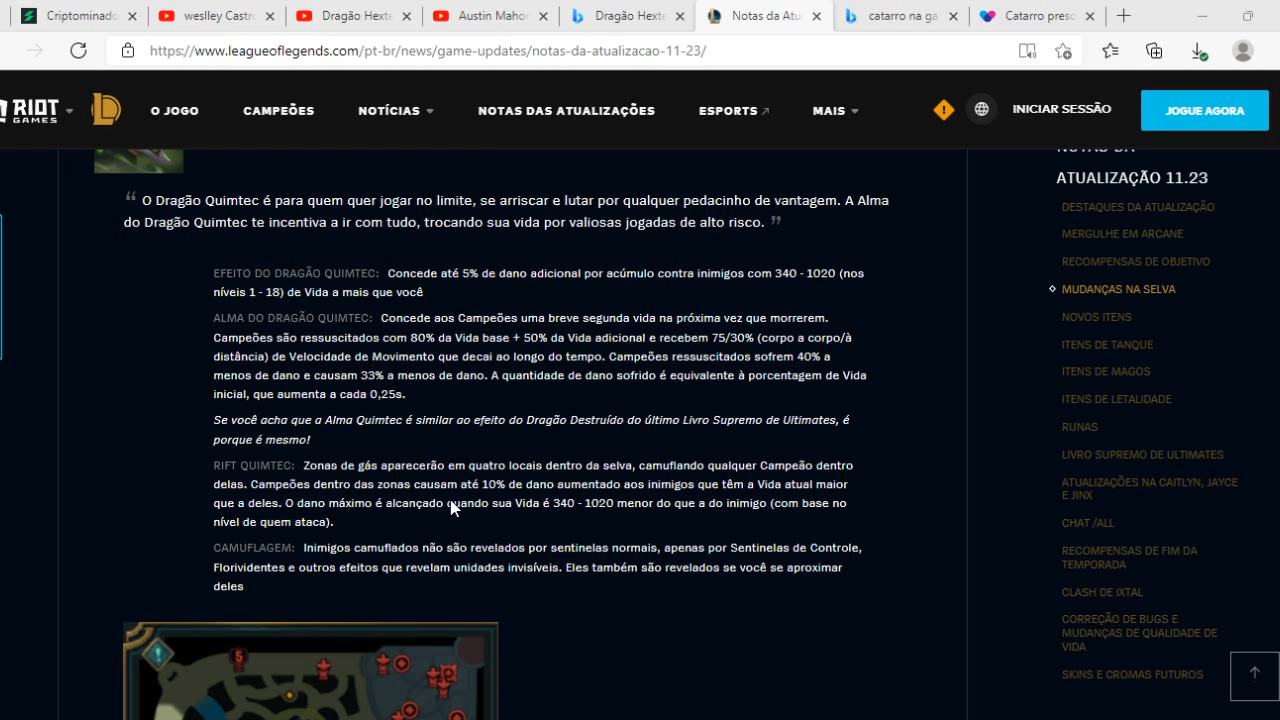 Criptominado
weslley Castr
Dragão Hexte
Austin Mahor
Dragão Hexte
Notas da Atu
catarro na ga
Catarro presc
https://www.leagueoflegends.com/pt-br/news/game-updates/notas-da-atualizacao-11-23/
RIOT GAMES
O JOGO
CAMPEÕES
NOTÍCIAS
NOTAS DAS ATUALIZAÇÕES
ESPORTS
MAIS
INICIAR SESSÃO
JOGUE AGORA
“ O Dragão Quimtec é para quem quer jogar no limite, se arriscar e lutar por qualquer pedacinho de vantagem. A Alma
do Dragão Quimtec te incentiva a ir com tudo, trocando sua vida por valiosas jogadas de alto risco. ”
EFEITO DO DRAGÃO QUIMTEC: Concede até 5% de dano adicional por acúmulo contra inimigos com 340 - 1020 (nos
níveis 1 - 18) de Vida a mais que você
ALMA DO DRAGÃO QUIMTEC: Concede aos Campeões uma breve segunda vida na próxima vez que morrerem.
Campeões são ressuscitados com 80% da Vida base + 50% da Vida adicional e recebem 75/30% (corpo a corpo/à
distância) de Velocidade de Movimento que decai ao longo do tempo. Campeões ressuscitados sofrem 40% a
menos de dano e causam 33% a menos de dano. A quantidade de dano sofrido é equivalente à porcentagem de Vida
inicial, que aumenta a cada 0,25s.
Se você acha que a Alma Quimtec é similar ao efeito do Dragão Destruído do último Livro Supremo de Ultimates, é
porque é mesmo!
RIFT QUIMTEC: Zonas de gás aparecerão em quatro locais dentro da selva, camuflando qualquer Campeão dentro
delas. Campeões dentro das zonas causam até 10% de dano aumentado aos inimigos que têm a Vida atual maior
que a deles. O dano máximo é alcançado quando sua Vida é 340 - 1020 menor do que a do inimigo (com base no
nível de quem ataca).
CAMUFLAGEM: Inimigos camuflados não são revelados por sentinelas normais, apenas por Sentinelas de Controle,
Florividentes e outros efeitos que revelam unidades invisíveis. Eles também são revelados se você se aproximar
deles
5
NOTAS DA
ATUALIZAÇÃO 11.23
DESTAQUES DA ATUALIZAÇÃO
MERGULHE EM ARCANE
RECOMPENSAS DE OBJETIVO
MUDANÇAS NA SELVA
NOVOS ITENS
ITENS DE TANQUE
ITENS DE MAGOS
ITENS DE LETALIDADE
RUNAS
LIVRO SUPREMO DE ULTIMATES
ATUALIZAÇÕES NA CAITLYN, JAYCE
E JINX
CHAT /ALL
RECOMPENSAS DE FIM DA
TEMPORADA
CLASH DE IXTAL
CORREÇÃO DE BUGS E
MUDANÇAS DE QUALIDADE DE
VIDA
SKINS E CROMAS FUTUROS